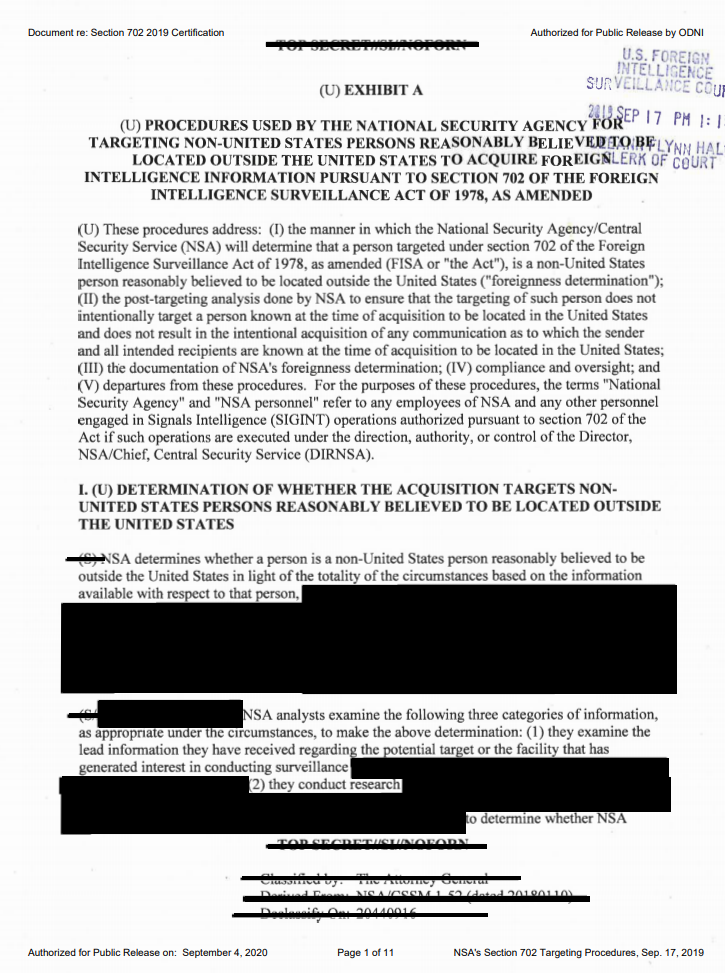 Document re: Section 702 2019 Certification
Authorized for Public Release by ODNI
TOP SECRET//SI//NOFORN
U.S. FOREIGN
INTELLIGENCE
SURVEILLANCE COU
2019 SEP 17 PM 1:1
LYNN HAL
CLERK OF COURT
(U) EXHIBIT A
(U) PROCEDURES USED BY THE NATIONAL SECURITY AGENCY FOR
TARGETING NON-UNITED STATES PERSONS REASONABLY BELIEVED TO BE
LOCATED OUTSIDE THE UNITED STATES TO ACQUIRE FOREIGN
INTELLIGENCE INFORMATION PURSUANT TO SECTION 702 OF THE FOREIGN
INTELLIGENCE SURVEILLANCE ACT OF 1978, AS AMENDED
(U) These procedures address: (I) the manner in which the National Security Agency/Central
Security Service (NSA) will determine that a person targeted under section 702 of the Foreign
Intelligence Surveillance Act of 1978, as amended (FISA or "the Act"), is a non-United States
person reasonably believed to be located outside the United States ("foreignness determination");
(II) the post-targeting analysis done by NSA to ensure that the targeting of such person does not
intentionally target a person known at the time of acquisition to be located in the United States
and does not result in the intentional acquisition of any communication as to which the sender
and all intended recipients are known at the time of acquisition to be located in the United States;
(III) the documentation of NSA's foreignness determination; (IV) compliance and oversight; and
(V) departures from these procedures. For the purposes of these procedures, the terms "National
Security Agency" and "NSA personnel" refer to any employees of NSA and any other personnel
engaged in Signals Intelligence (SIGINT) operations authorized pursuant to section 702 of the
Act if such operations are executed under the direction, authority, or control of the Director,
NSA/Chief, Central Security Service (DIRNSA).
I. (U) DETERMINATION OF WHETHER THE ACQUISITION TARGETS NON-
UNITED STATES PERSONS REASONABLY BELIEVED TO BE LOCATED OUTSIDE
THE UNITED STATES
(S) NSA determines whether a person is a non-United States person reasonably believed to be
outside the United States in light of the totality of the circumstances based on the information
available with respect to that person,
(S/ NSA analysts examine the following three categories of information,
as appropriate under the circumstances, to make the above determination: (1) they examine the
lead information they have received regarding the potential target or the facility that has
generated interest in conducting surveillance
(2) they conduct research
to determine whether NSA
TOP SECRET//SI//NOFORN
Classified by: The Attorney General
Derived From: NSA/CSSM 1-52 (dated 20180110)
Declassify On: 20440916
Authorized for Public Release on: September 4, 2020
Page 1 of 11
NSA's Section 702 Targeting Procedures, Sep. 17, 2019